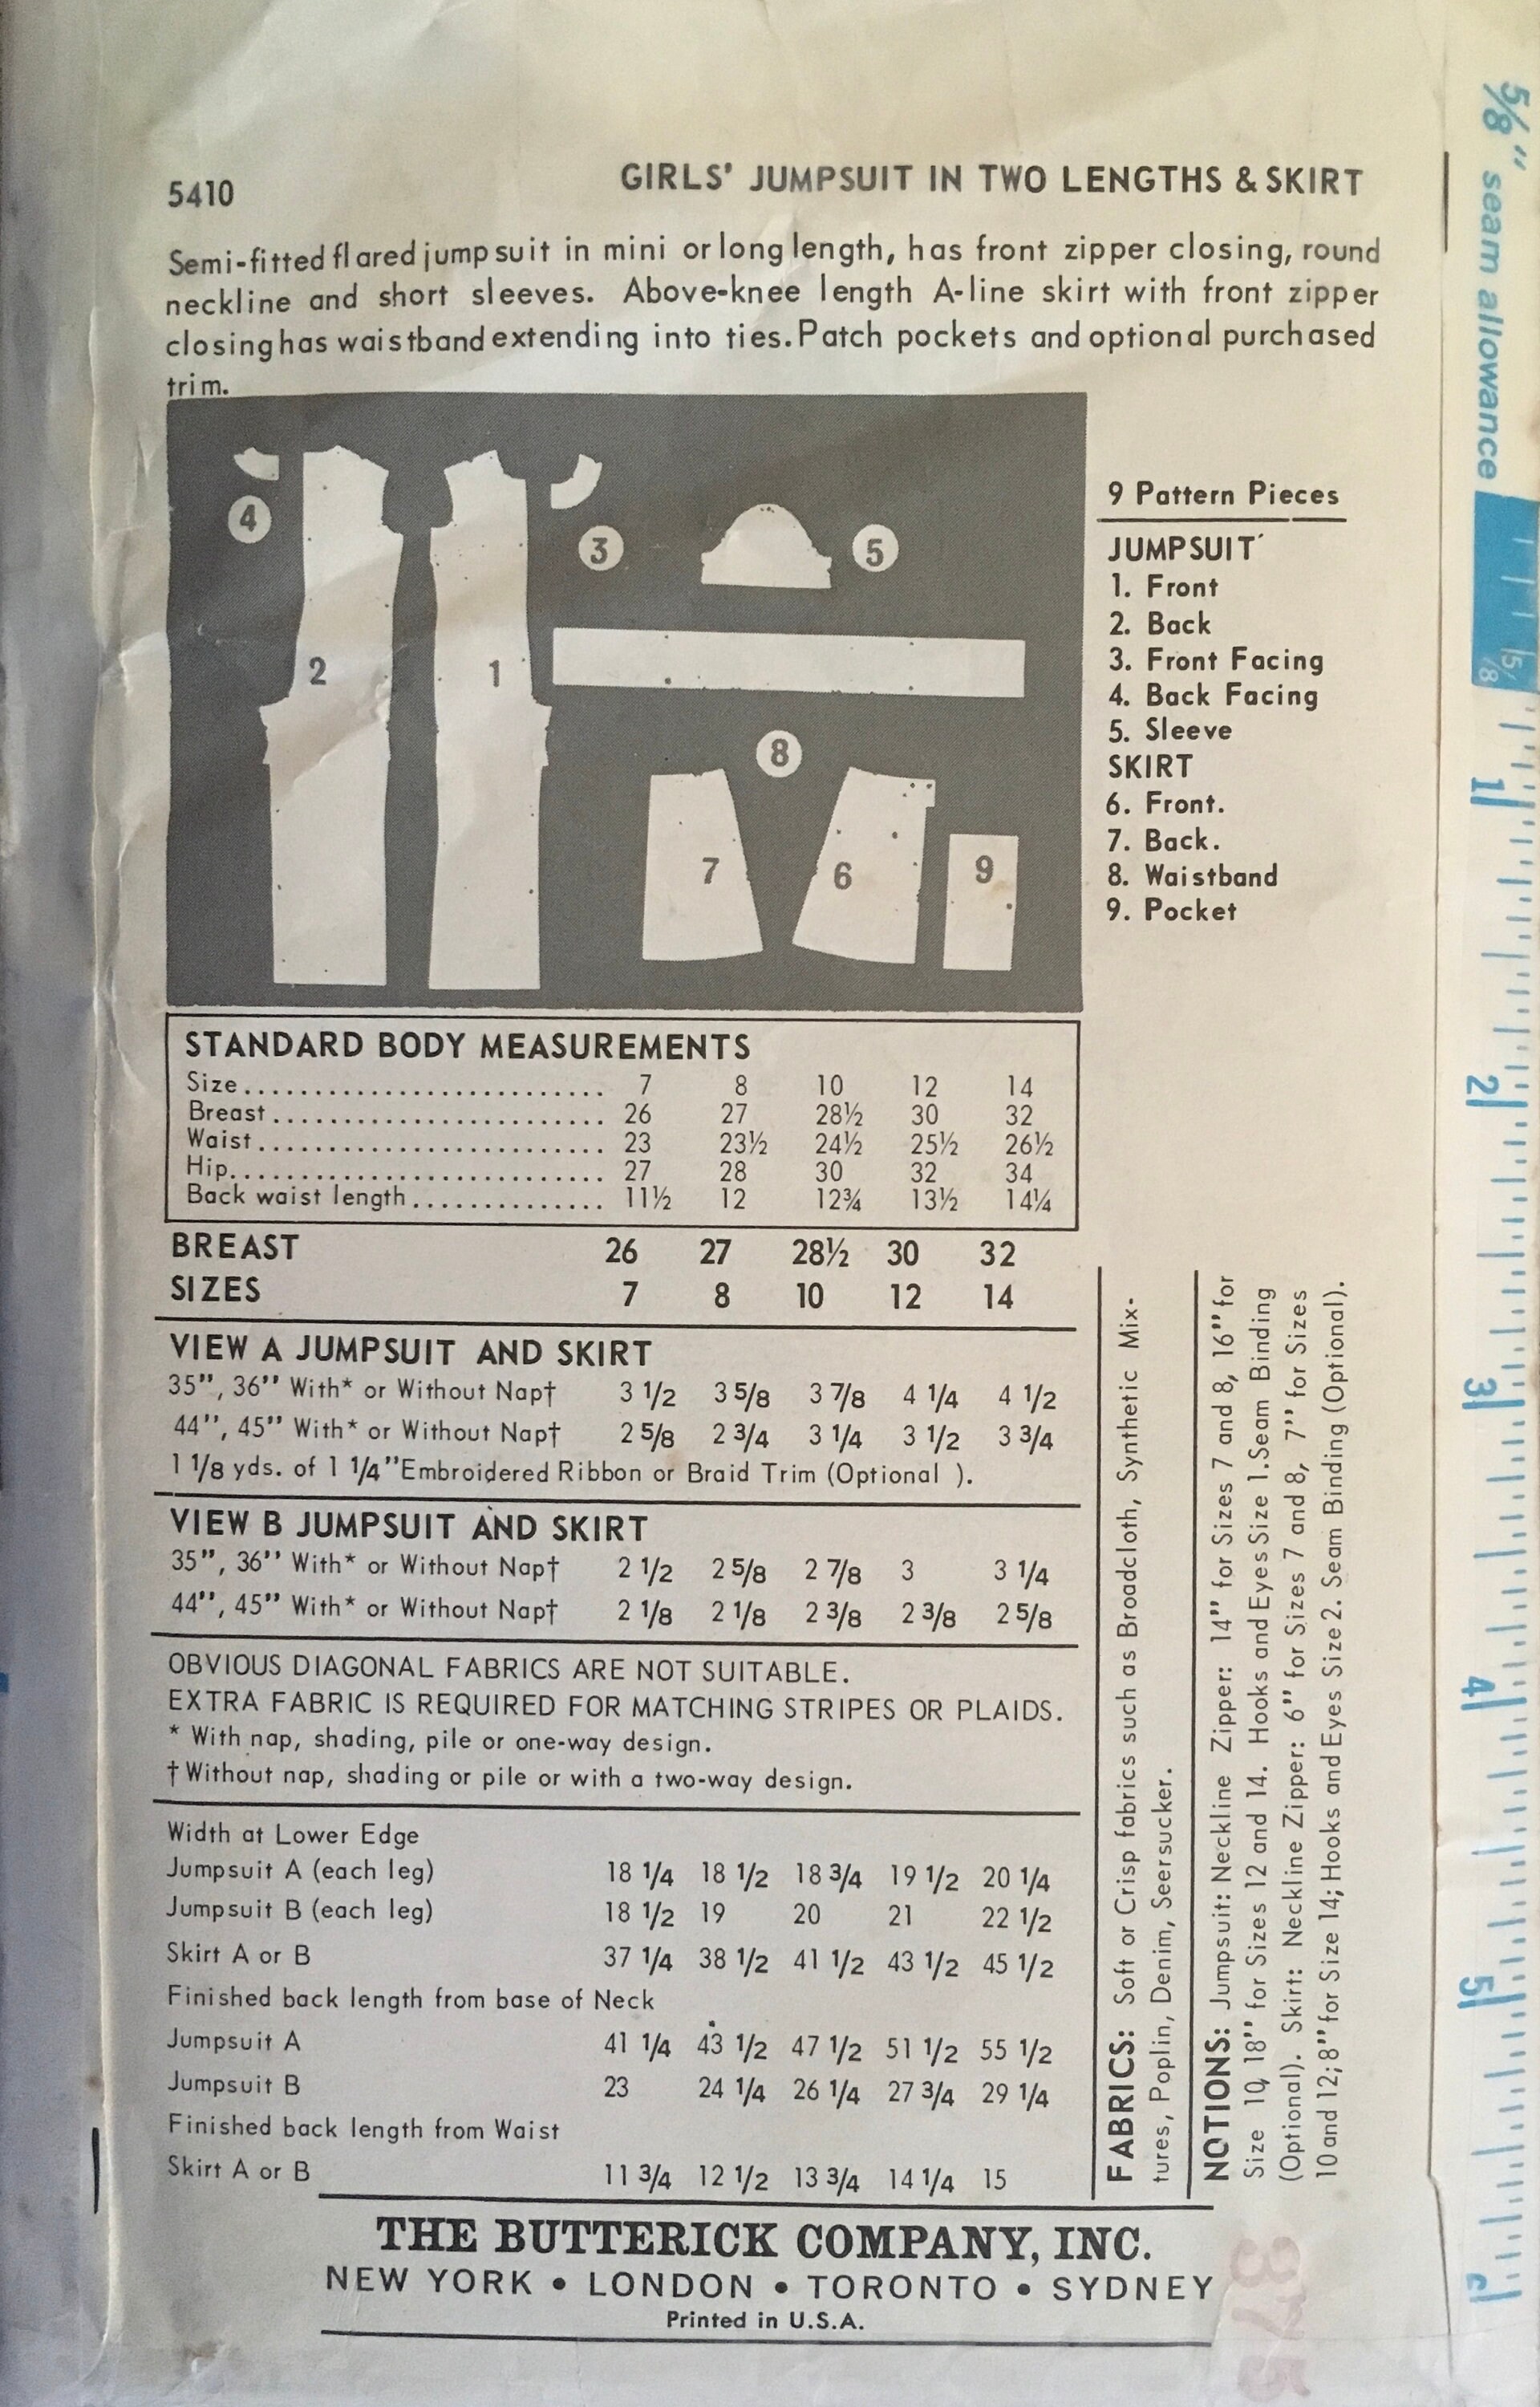 5410
GIRLS' JUMPSUIT IN TWO LENGTHS & SKIRT
Semi-fitted flared jumpsuit in mini or long length, has front zipper closing, round
neckline and short sleeves. Above-knee length A-line skirt with front zipper
closing has waistband extending into ties. Patch pockets and optional purchased
trim.
4
2
1
3
5
8
7
6
9
9 Pattern Pieces
JUMPSUIT
1. Front
2. Back
3. Front Facing
4. Back Facing
5. Sleeve
SKIRT
6. Front.
7. Back.
8. Waistband
9. Pocket
STANDARD BODY MEASUREMENTS
Size........................... 7 8 10 12 14
Breast......................... 26 27 28½ 30 32
Waist.......................... 23 23½ 24½ 25½ 26½
Hip............................ 27 28 30 32 34
Back waist length.............. 11½ 12 12¾ 13½ 14¼
BREAST 26 27 28½ 30 32
SIZES 7 8 10 12 14
VIEW A JUMPSUIT AND SKIRT
35", 36" With* or Without Nap† 3 1/2 3 5/8 3 7/8 4 1/4 4 1/2
44", 45" With* or Without Nap† 2 5/8 2 3/4 3 1/4 3 1/2 3 3/4
1 1/8 yds. of 1 1/4" Embroidered Ribbon or Braid Trim (Optional ).
VIEW B JUMPSUIT AND SKIRT
35", 36" With* or Without Nap† 2 1/2 2 5/8 2 7/8 3 3 1/4
44", 45" With* or Without Nap† 2 1/8 2 1/8 2 3/8 2 3/8 2 5/8
OBVIOUS DIAGONAL FABRICS ARE NOT SUITABLE.
EXTRA FABRIC IS REQUIRED FOR MATCHING STRIPES OR PLAIDS.
* With nap, shading, pile or one-way design.
† Without nap, shading or pile or with a two-way design.
Width at Lower Edge
Jumpsuit A (each leg) 18 1/4 18 1/2 18 3/4 19 1/2 20 1/4
Jumpsuit B (each leg) 18 1/2 19 20 21 22 1/2
Skirt A or B 37 1/4 38 1/2 41 1/2 43 1/2 45 1/2
Finished back length from base of Neck
Jumpsuit A 41 1/4 43 1/2 47 1/2 51 1/2 55 1/2
Jumpsuit B 23 24 1/4 26 1/4 27 3/4 29 1/4
Finished back length from Waist
Skirt A or B 11 3/4 12 1/2 13 3/4 14 1/4 15
FABRICS: Soft or Crisp fabrics such as Broadcloth, Synthetic Mix-
tures, Poplin, Denim, Seersucker.
NOTIONS: Jumpsuit: Neckline Zipper: 14" for Sizes 7 and 8, 16" for
Size 10, 18" for Sizes 12 and 14. Hooks and Eyes Size 1. Seam Binding
(Optional). Skirt: Neckline Zipper: 6" for Sizes 7 and 8, 7" for Sizes
10 and 12; 8" for Size 14; Hooks and Eyes Size 2. Seam Binding (Optional).
THE BUTTERICK COMPANY, INC.
NEW YORK • LONDON • TORONTO • SYDNEY
Printed in U.S.A.
5/8" seam allowance
5/8
1
2
3
4
5